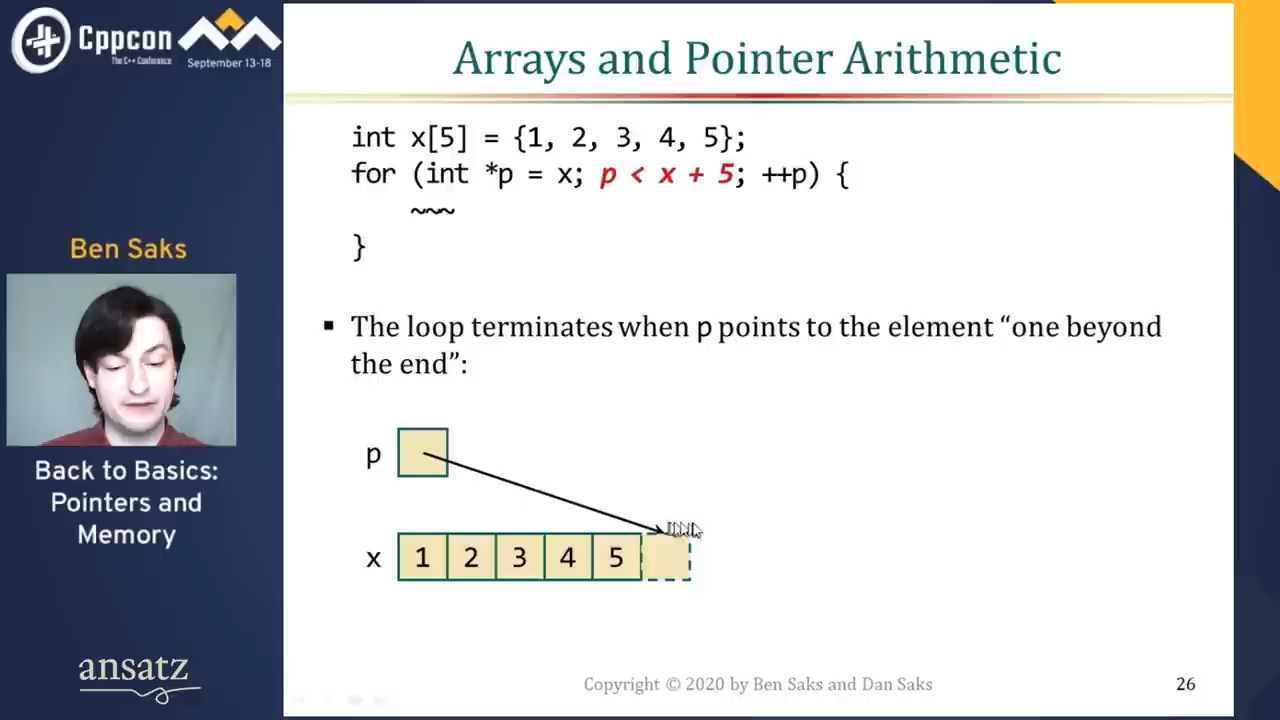 Cppcon
The C++ Conference
September 13-18
Arrays and Pointer Arithmetic
int x[5] = {1, 2, 3, 4, 5};
for (int *p = x; p < x + 5; ++p) {
~~~
}
Ben Saks
▪ The loop terminates when p points to the element “one beyond
the end”:
Back to Basics:
Pointers and
Memory
p
x 1 2 3 4 5
ansatz
Copyright © 2020 by Ben Saks and Dan Saks
26